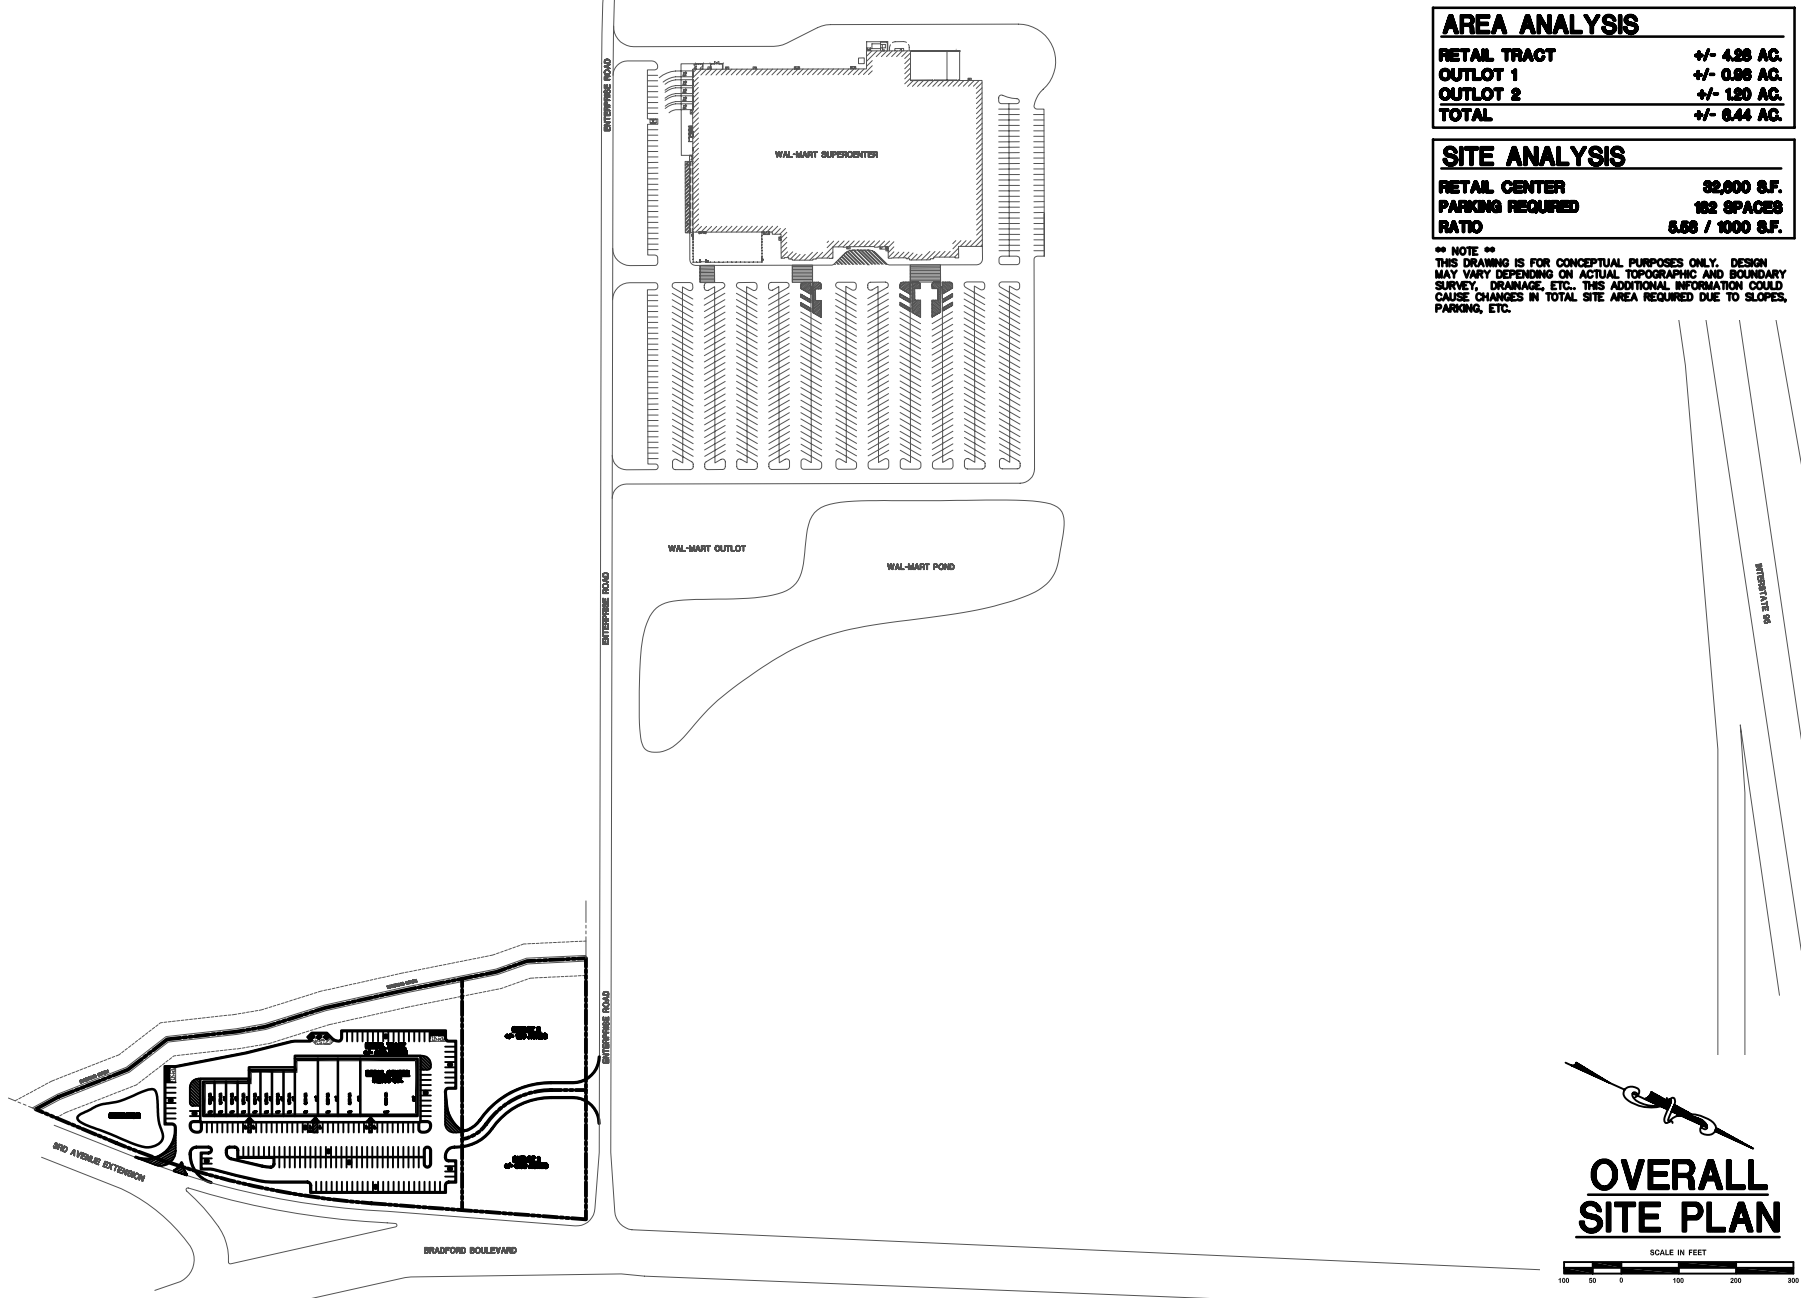 AREA ANALYSIS
RETAIL TRACT +/- 4.28 AC.
OUTLOT 1 +/- 0.96 AC.
OUTLOT 2 +/- 1.20 AC.
TOTAL +/- 6.44 AC.
SITE ANALYSIS
RETAIL CENTER 32,600 S.F.
PARKING REQUIRED 182 SPACES
RATIO 5.58 / 1000 S.F.
** NOTE **
THIS DRAWING IS FOR CONCEPTUAL PURPOSES ONLY. DESIGN
MAY VARY DEPENDING ON ACTUAL TOPOGRAPHIC AND BOUNDARY
SURVEY, DRAINAGE, ETC.. THIS ADDITIONAL INFORMATION COULD
CAUSE CHANGES IN TOTAL SITE AREA REQUIRED DUE TO SLOPES,
PARKING, ETC.
ENTERPRISE ROAD
WAL-MART SUPERCENTER
WAL-MART OUTLOT
WAL-MART POND
ENTERPRISE ROAD
INTERSTATE 95
ENTERPRISE ROAD
3RD AVENUE EXTENSION
BRADFORD BOULEVARD
OVERALL
SITE PLAN
SCALE IN FEET
100 50 0 100 200 300